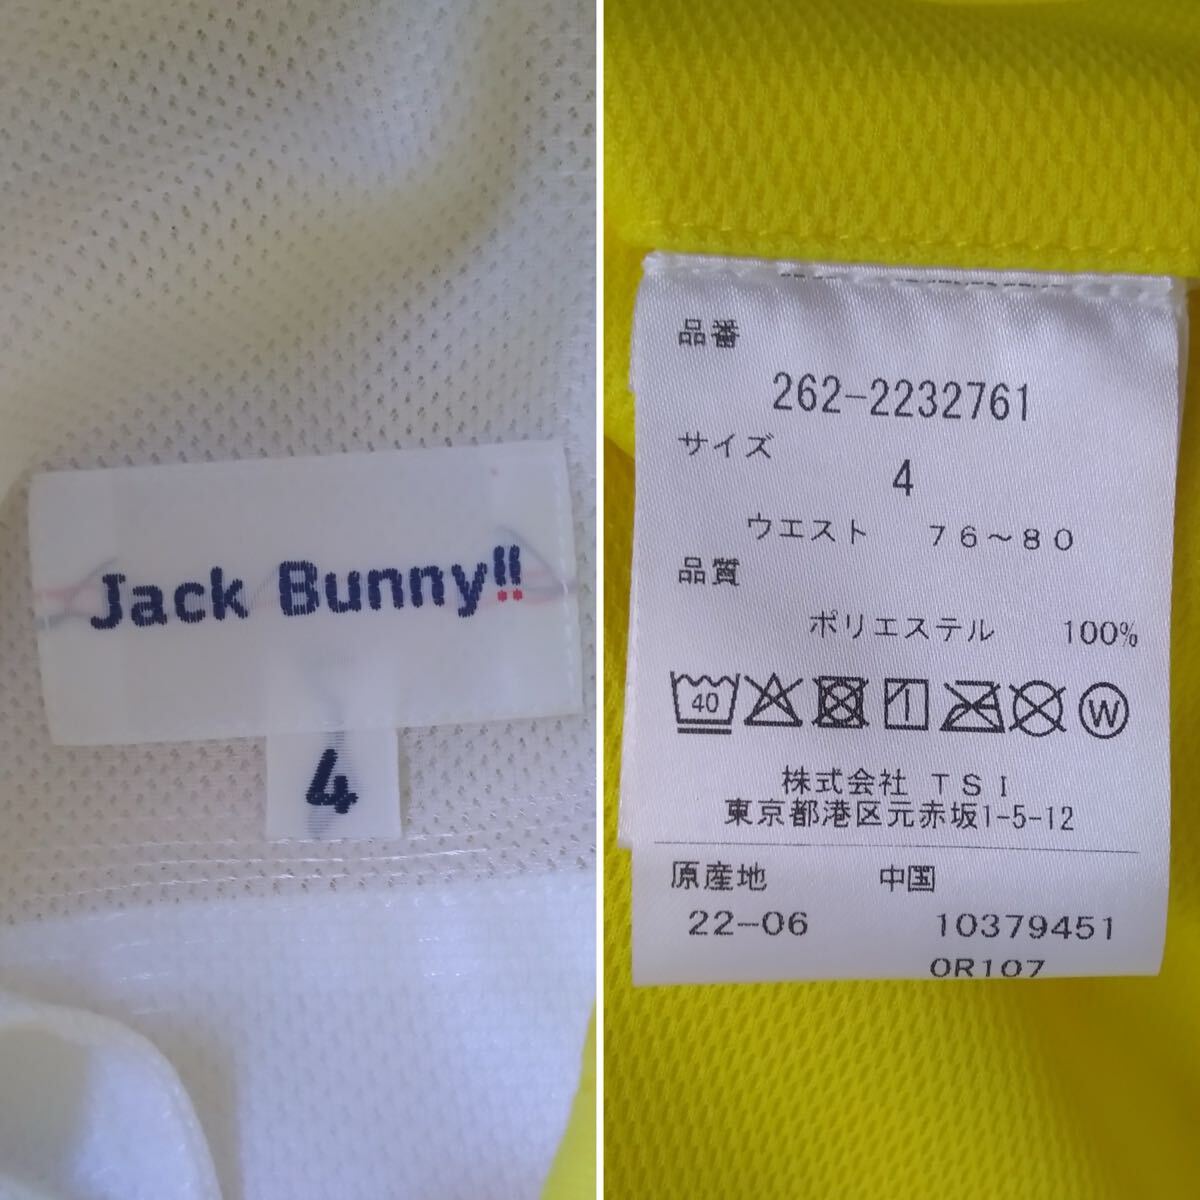 Jack Bunny!!
4
品番
262-2232761
サイズ
4
ウエスト 76～80
品質
ポリエステル 100%
40
W
株式会社 TSI
東京都港区元赤坂1-5-12
原産地 中国
22-06 10379451
OR107